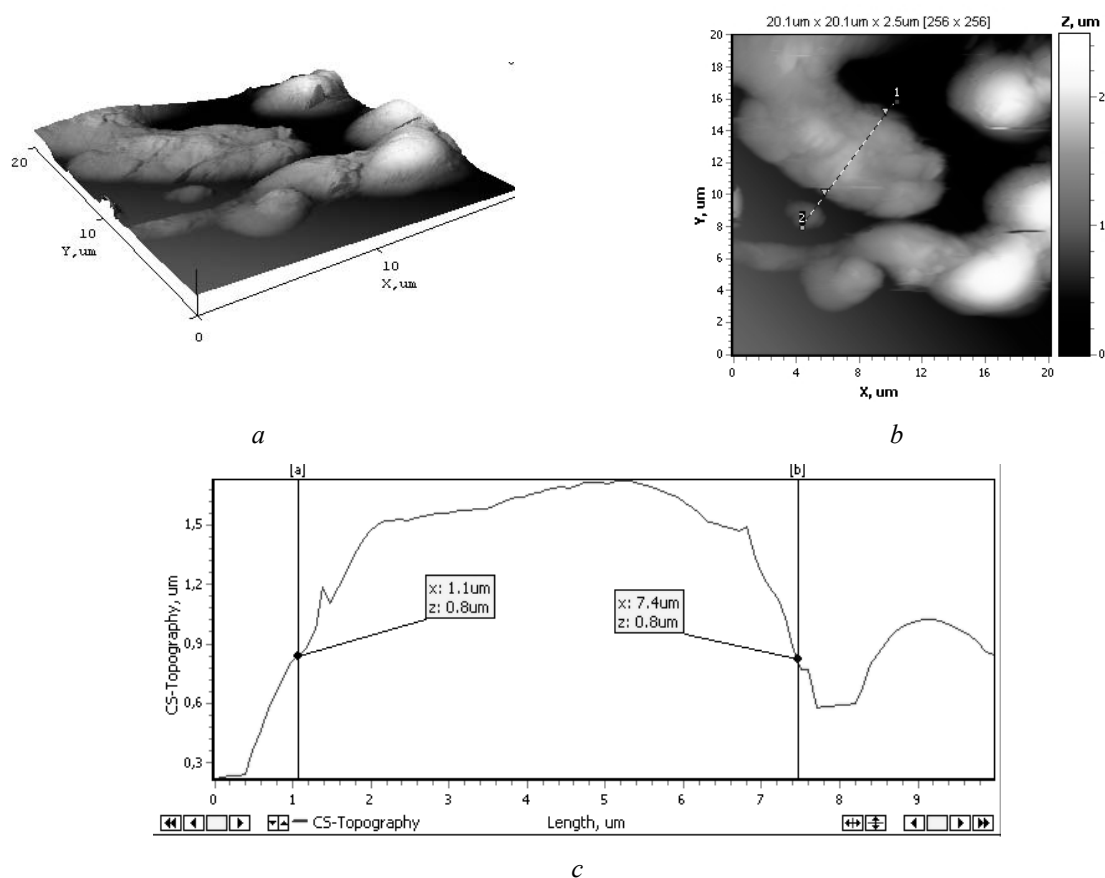 20
10
Y,um
0
10
X,um
a
20.1um x 20.1um x 2.5um [256 x 256]
Z, um
20
18
16
14
12
10
8
6
4
2
0
Y, um
1
2
0
4
8
12
16
20
X, um
2
1
0
b
[a]
[b]
CS-Topography, um
1,5
1,2
0,9
0,6
0,3
x: 1.1um
z: 0.8um
x: 7.4um
z: 0.8um
0 1 2 3 4 5 6 7 8 9
CS-Topography
Length, um
c